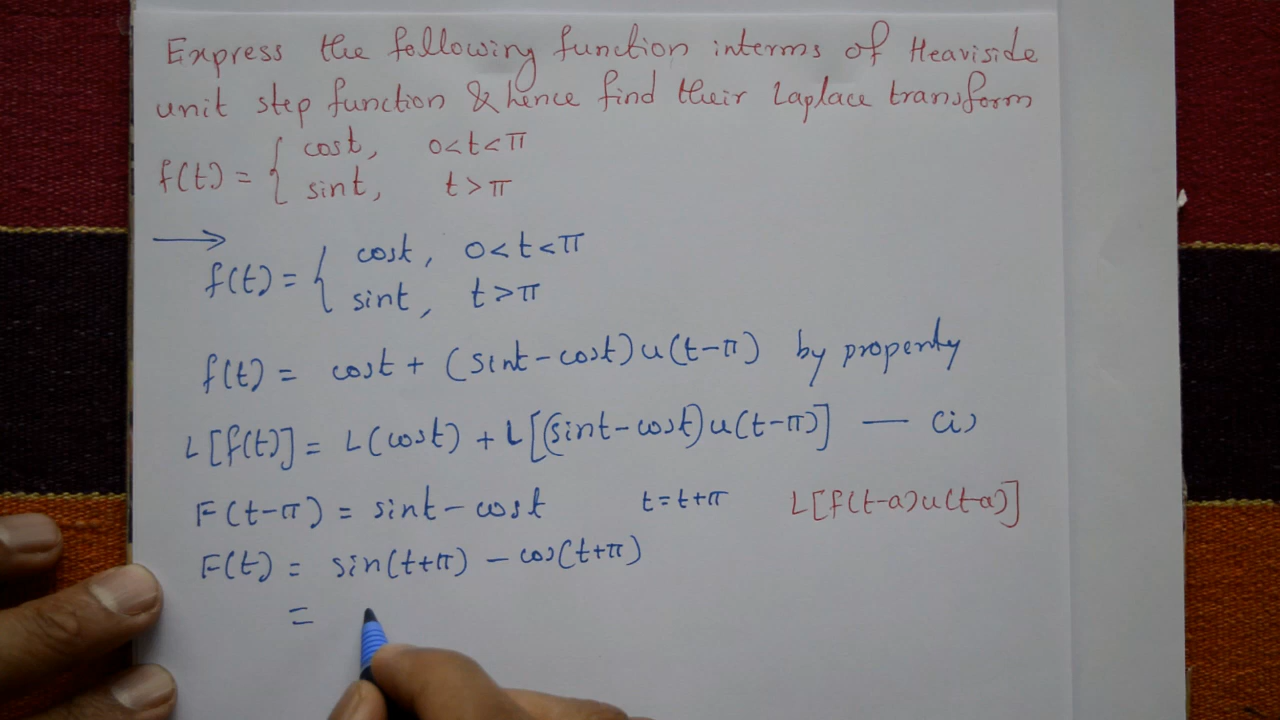 Express the following function interms of Heaviside
unit step function & hence find their Laplace transform
f(t) = { cost, 0<t<π
sint, t>π
→ f(t) = { cost, 0<t<π
sint, t>π
f(t) = cost + (sint-cost)u(t-π) by property
L[f(t)] = L(cost) + L[(sint-cost)u(t-π)] — (i)
F(t-π) = sint - cost t=t+π L[f(t-a)u(t-a)]
F(t) = sin(t+π) - cos(t+π)
=